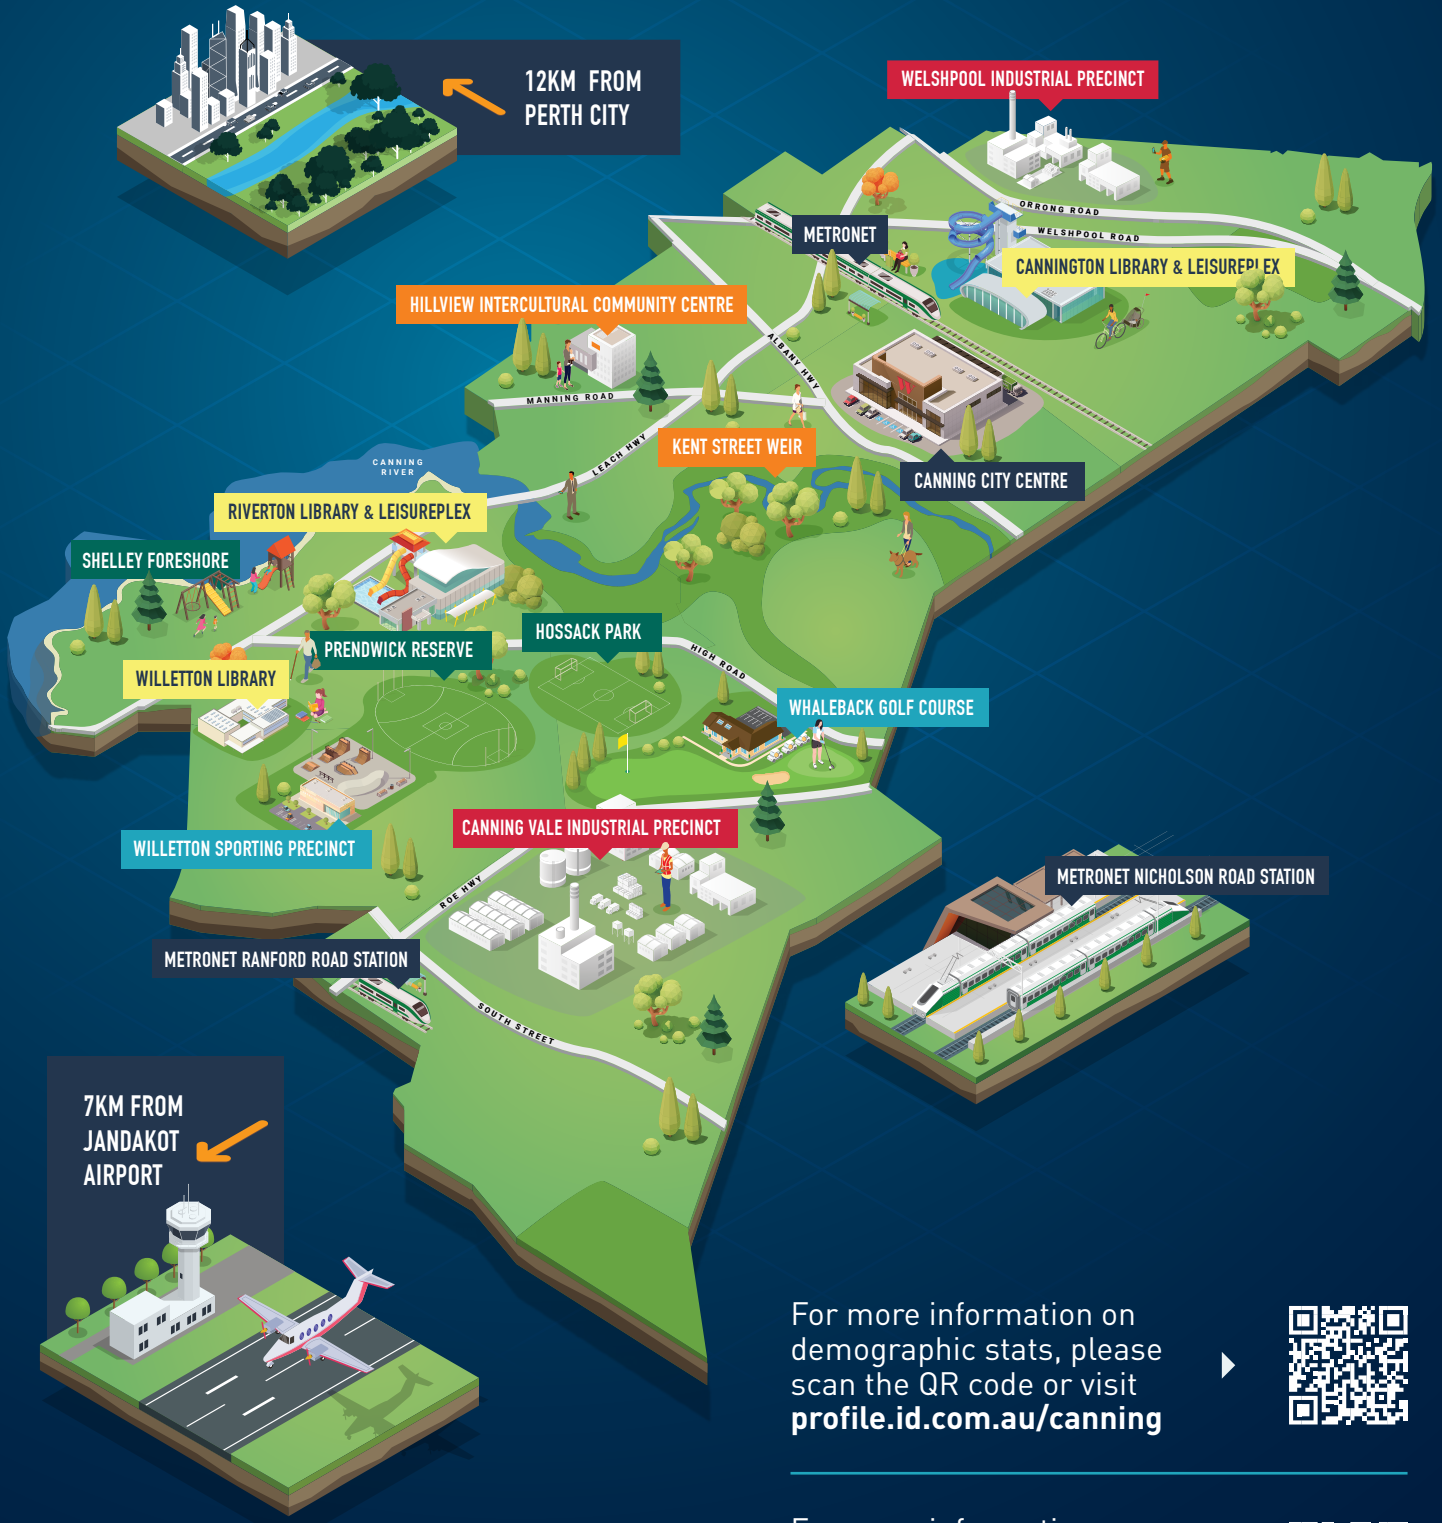 12KM FROM
PERTH CITY
WELSHPOOL INDUSTRIAL PRECINCT
ORRONG ROAD
WELSHPOOL ROAD
METRONET
CANNINGTON LIBRARY & LEISUREPLEX
HILLVIEW INTERCULTURAL COMMUNITY CENTRE
ALBANY HWY
MANNING ROAD
LEACH HWY
KENT STREET WEIR
CANNING
RIVER
CANNING CITY CENTRE
RIVERTON LIBRARY & LEISUREPLEX
SHELLEY FORESHORE
HOSSACK PARK
PRENDWICK RESERVE
HIGH ROAD
WILLETTON LIBRARY
WHALEBACK GOLF COURSE
CANNING VALE INDUSTRIAL PRECINCT
WILLETTON SPORTING PRECINCT
ROE HWY
METRONET NICHOLSON ROAD STATION
METRONET RANFORD ROAD STATION
SOUTH STREET
7KM FROM
JANDAKOT
AIRPORT
For more information on
demographic stats, please
scan the QR code or visit
profile.id.com.au/canning